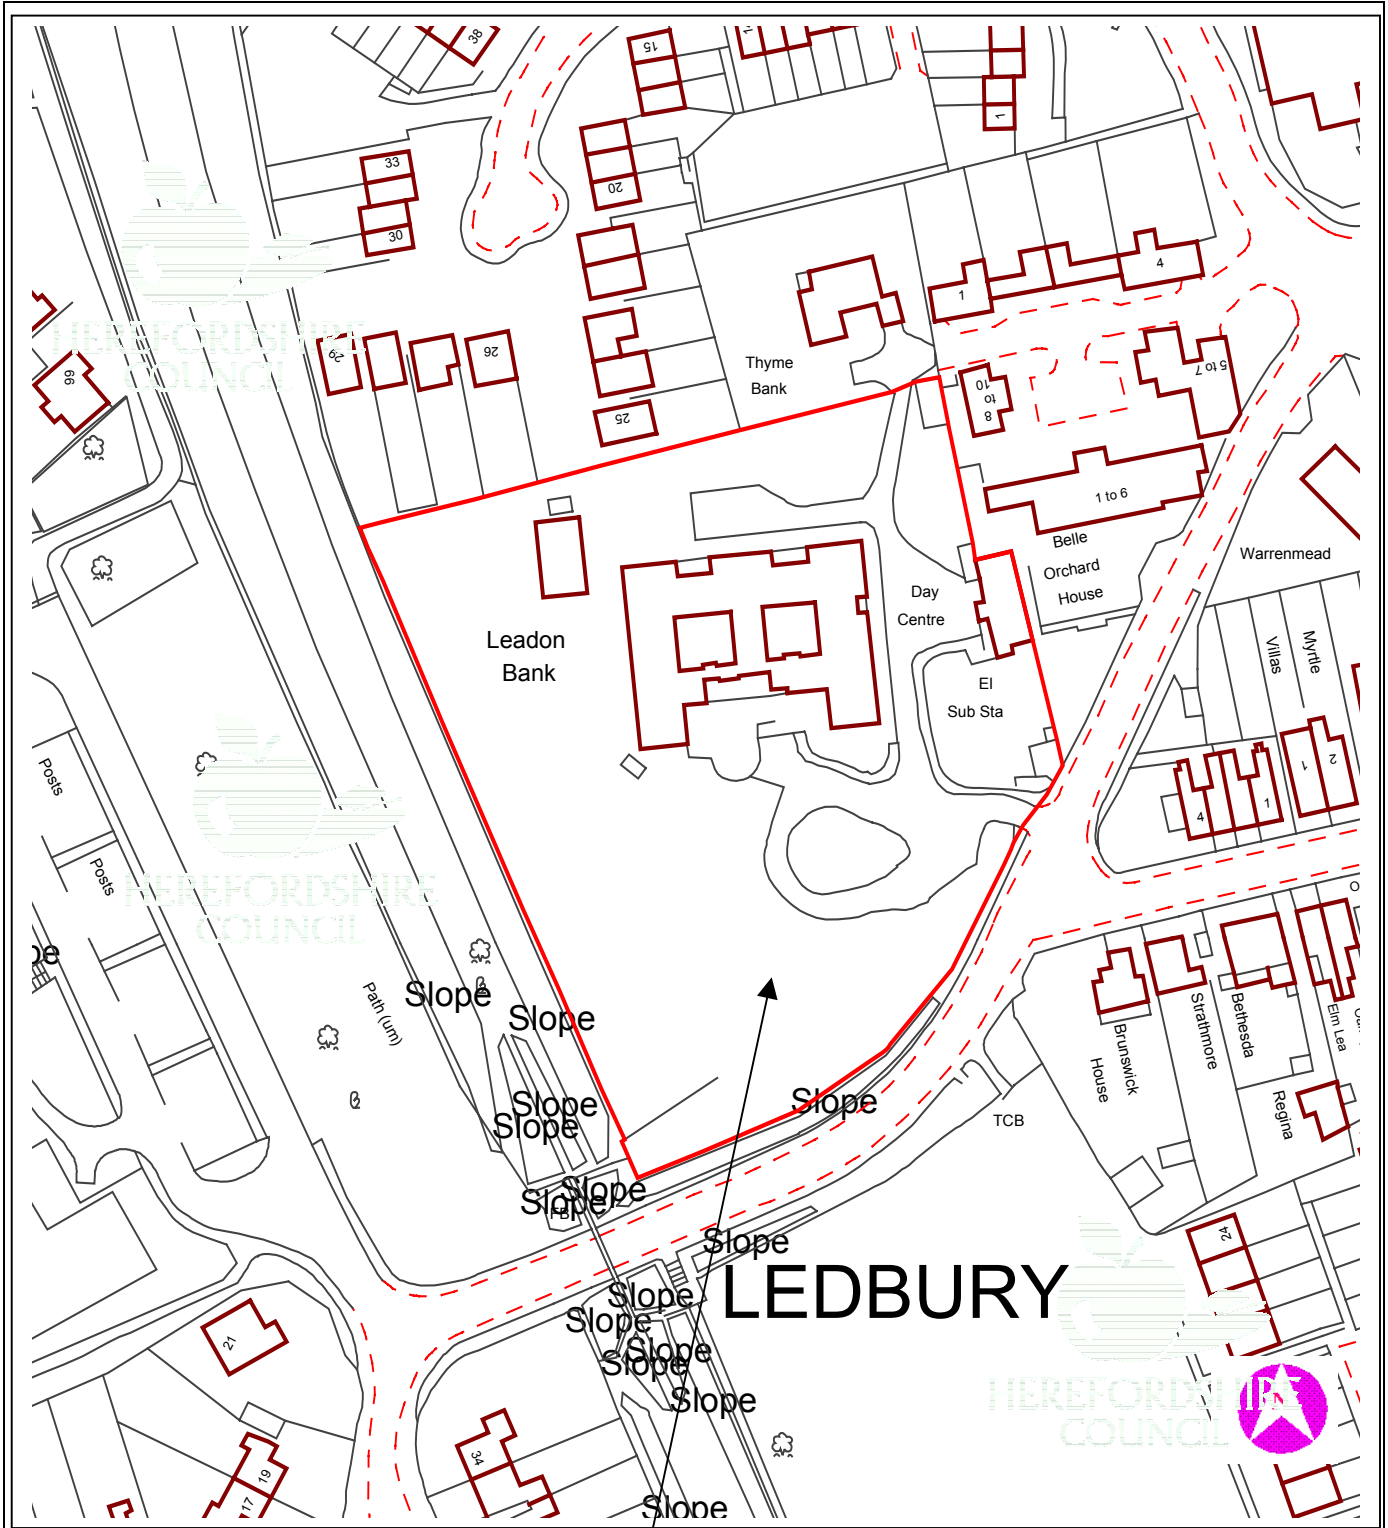 38
15
1
33
20
30
1
4
HEREFORDSHIRE
COUNCIL
29
26
66
Thyme
Bank
5 to 7
8
to
10
25
1 to 6
Belle
Orchard
House
Warrenmead
Day
Centre
Leadon
Bank
Villas
Myrtle
El
Sub Sta
Posts
Posts
1
2
4
1
HEREFORDSHIRE
COUNCIL
Path (um)
Slope
Slope
Slope
Slope
Slope
Brunswick
House
Strathmore
Bethesda
Elm Lea
Regina
TCB
Slope
Slope
FB
Slope
LEDBURY
Slope
Slope
Slope
Slope
Slope
24
21
HEREFORDSHIRE
COUNCIL
N
34
19
17
Slope